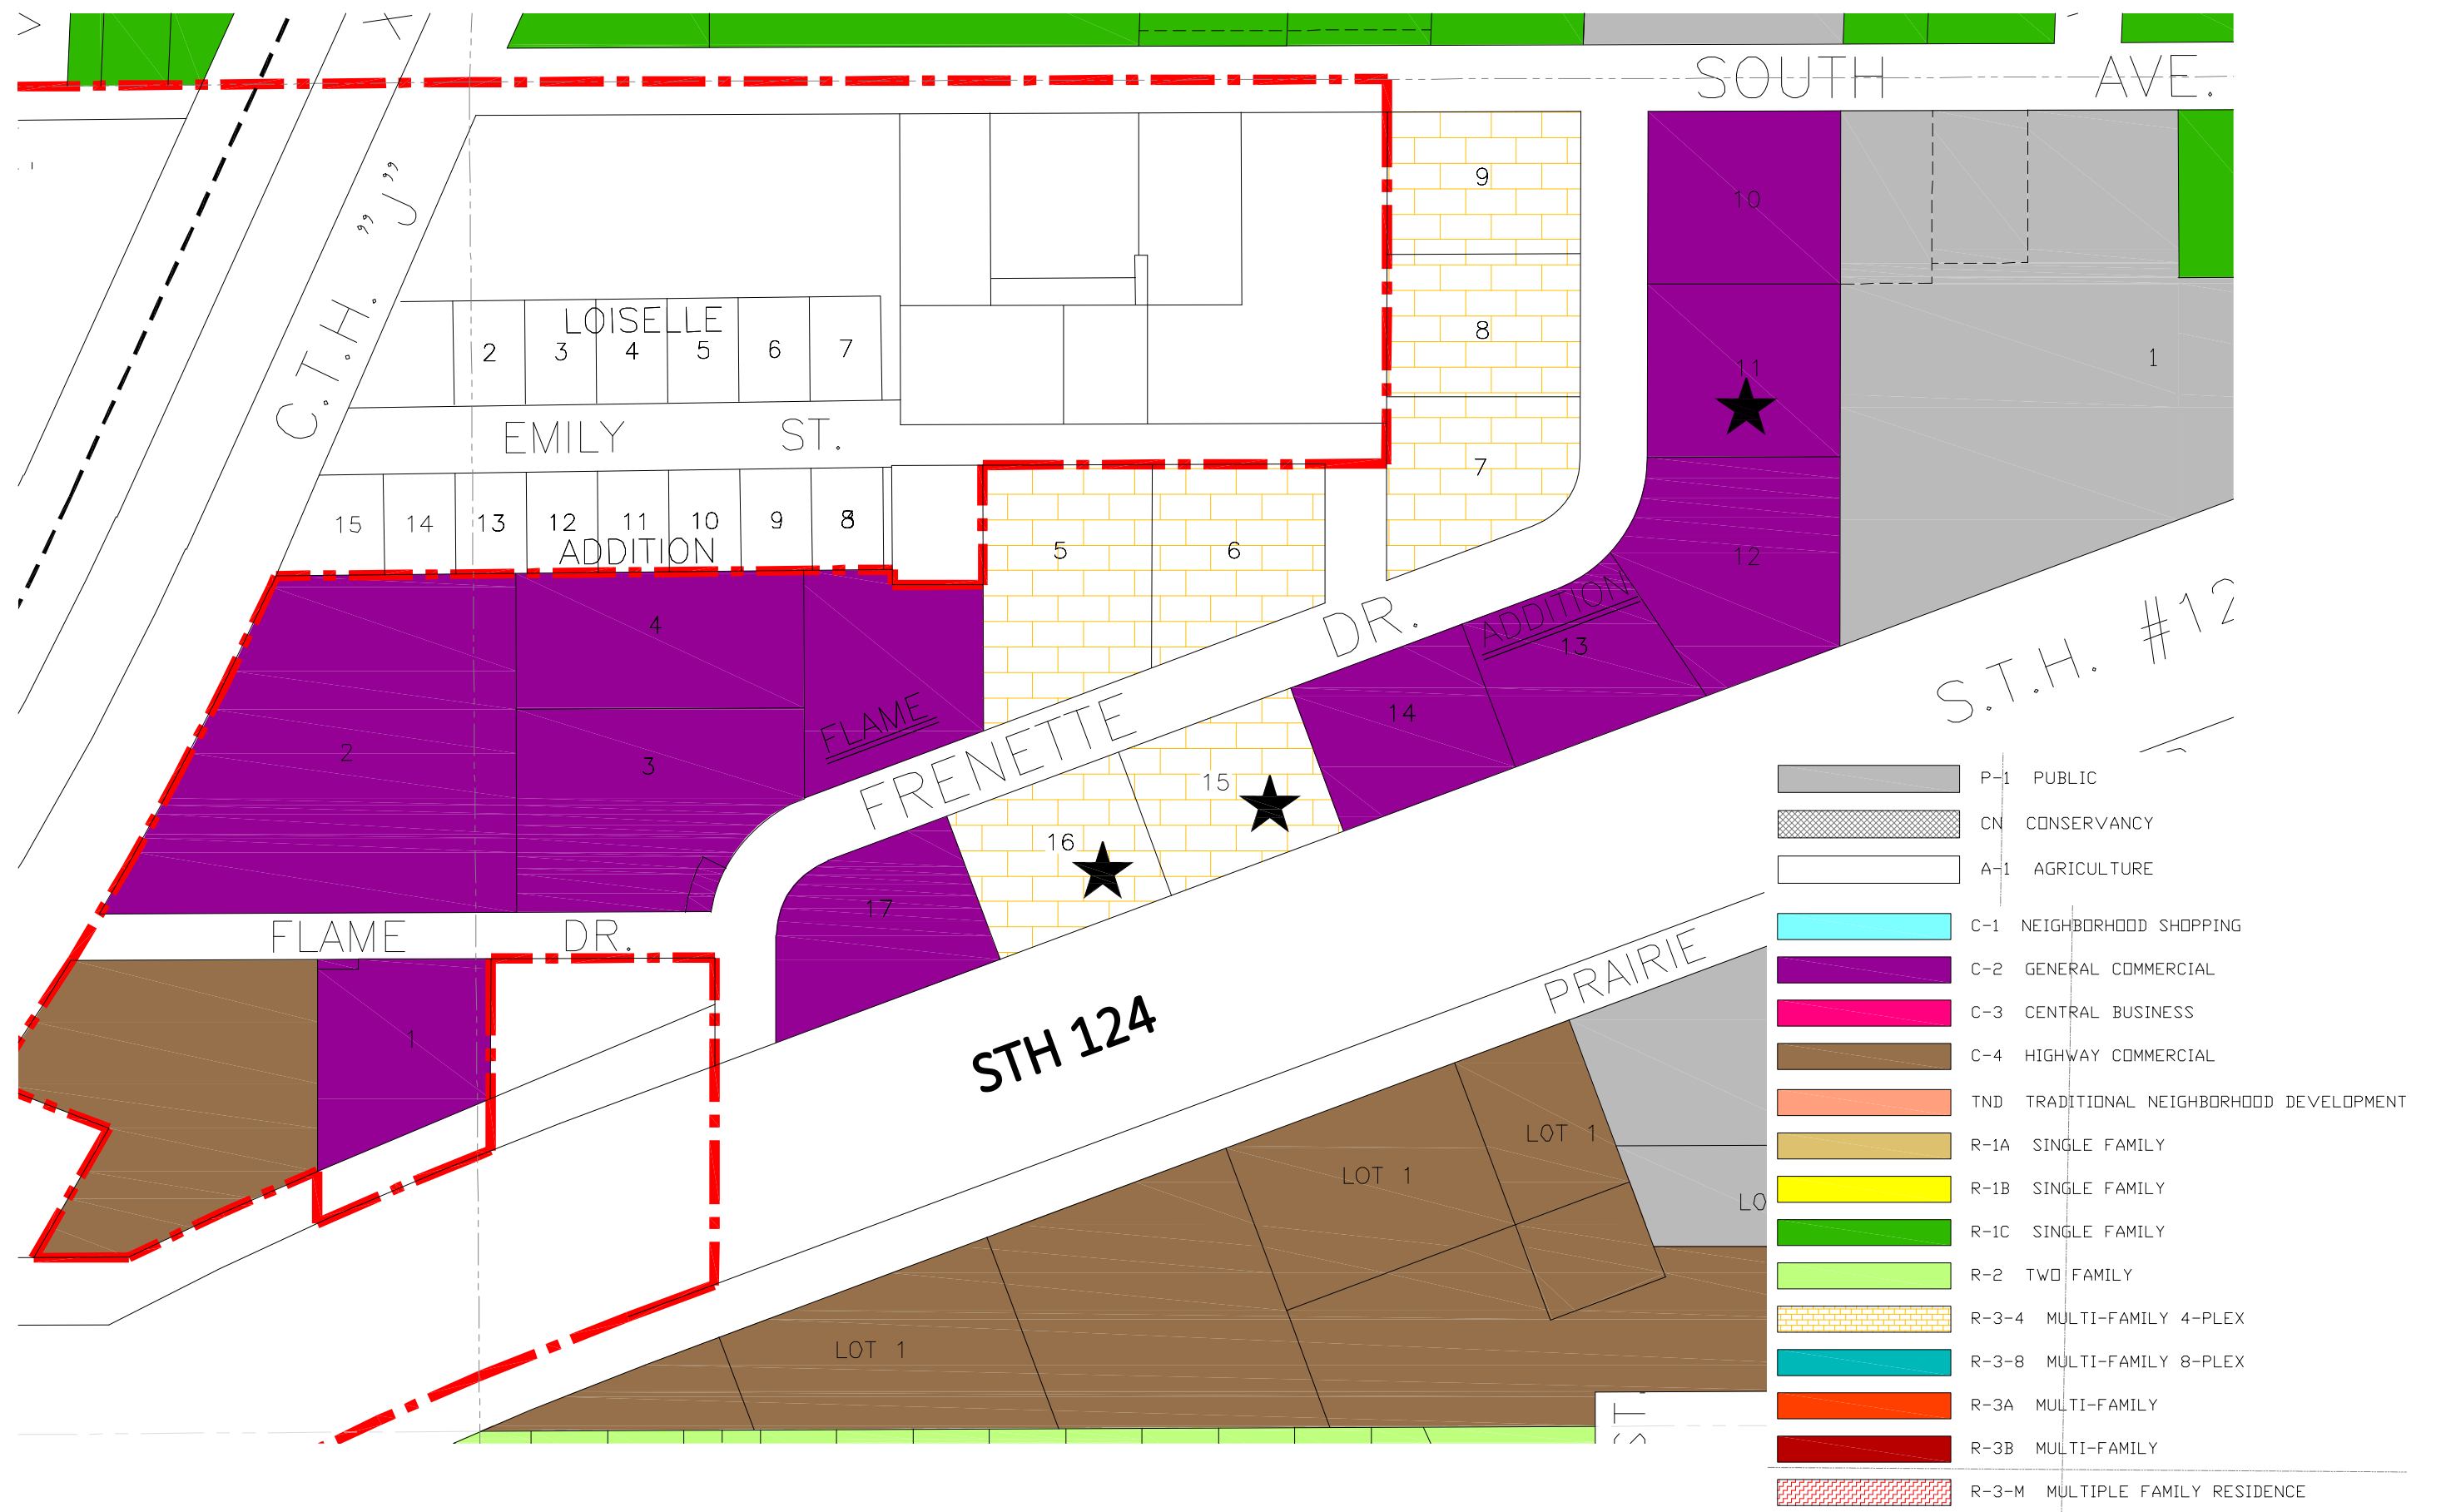 SOUTH AVE.
C.T.H. "J"
9
10
LOISELLE
2 3 4 5 6 7
8
11
1
EMILY ST.
7
15 14 13 12 11 10 9 8
ADDITION
5 6
12
4
DR.
ADDITION
13
S.T.H. #12
2
3
FLAME
FRENETTE
14
15
16
17
FLAME DR.
1
STH 124
PRAIRIE
LOT 1
LOT 1
LO
LOT 1
ST
P-1 PUBLIC
CN CONSERVANCY
A-1 AGRICULTURE
C-1 NEIGHBORHOOD SHOPPING
C-2 GENERAL COMMERCIAL
C-3 CENTRAL BUSINESS
C-4 HIGHWAY COMMERCIAL
TND TRADITIONAL NEIGHBORHOOD DEVELOPMENT
R-1A SINGLE FAMILY
R-1B SINGLE FAMILY
R-1C SINGLE FAMILY
R-2 TWO FAMILY
R-3-4 MULTI-FAMILY 4-PLEX
R-3-8 MULTI-FAMILY 8-PLEX
R-3A MULTI-FAMILY
R-3B MULTI-FAMILY
R-3-M MULTIPLE FAMILY RESIDENCE